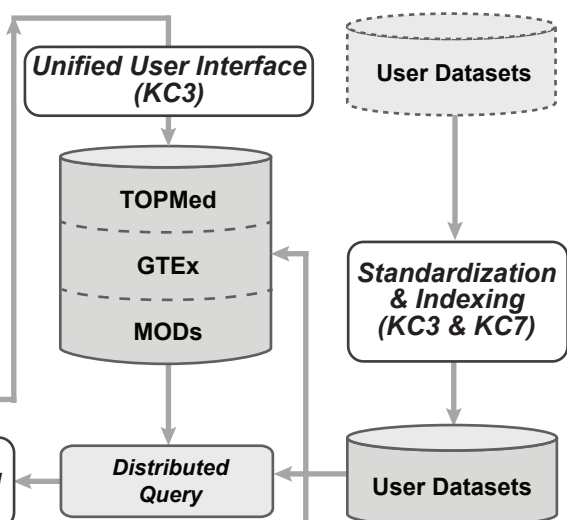 Unified User Interface
(KC3)
User Datasets
TOPMed
GTEx
MODs
Standardization
& Indexing
(KC3 & KC7)
Distributed
Query
User Datasets